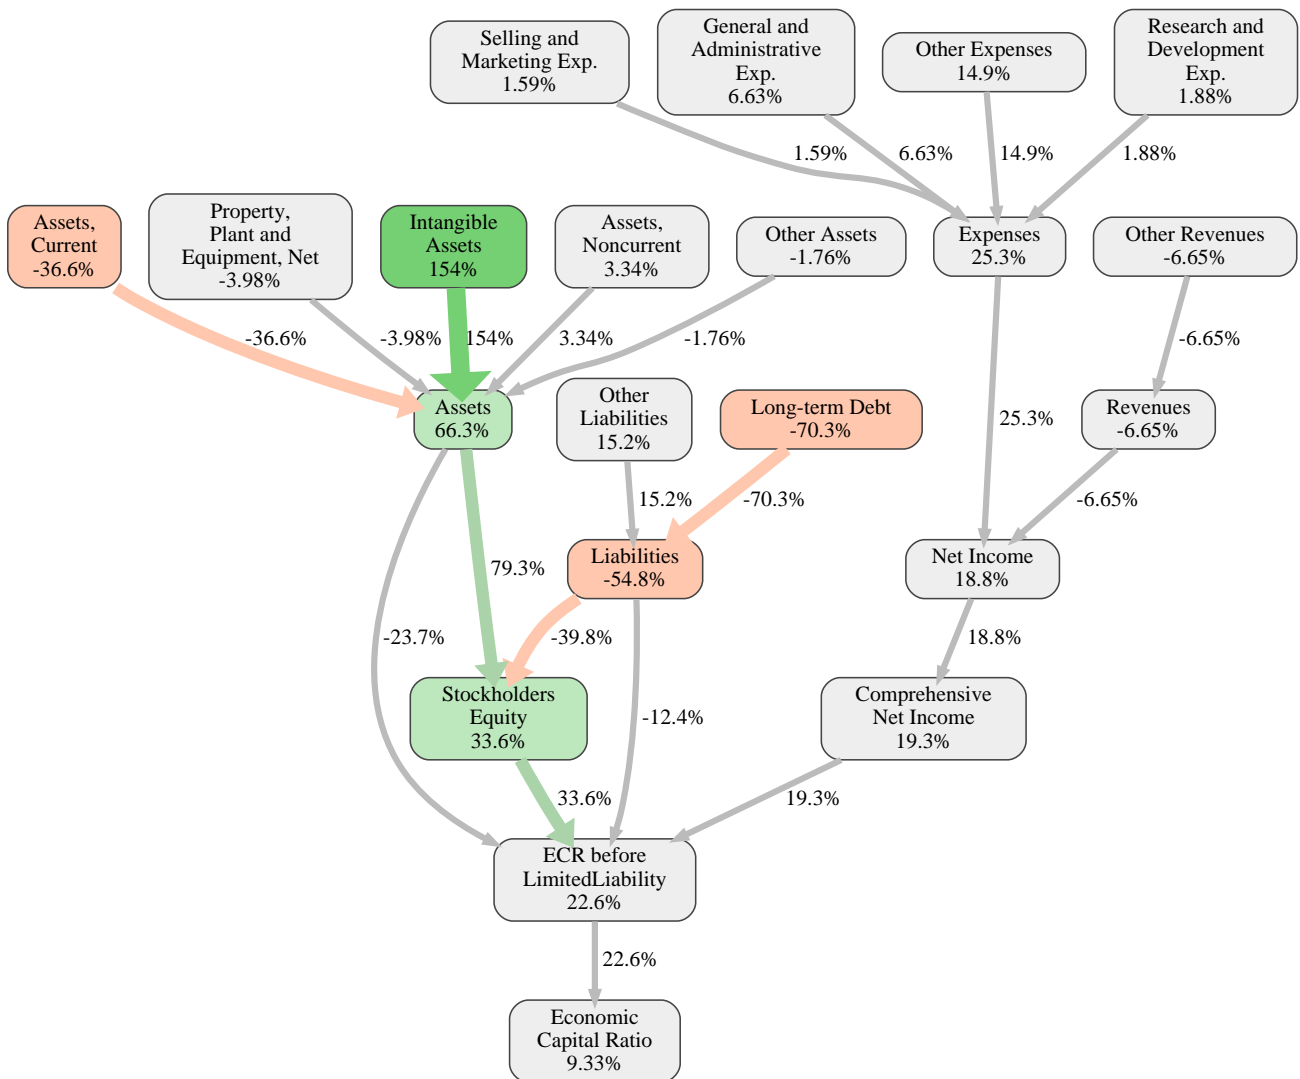 Selling and
Marketing Exp.
1.59%
General and
Administrative
Exp.
6.63%
Other Expenses
14.9%
Research and
Development
Exp.
1.88%
1.59%
6.63%
14.9%
1.88%
Assets,
Current
-36.6%
Property,
Plant and
Equipment, Net
-3.98%
Intangible
Assets
154%
Assets,
Noncurrent
3.34%
Other Assets
-1.76%
Expenses
25.3%
Other Revenues
-6.65%
-36.6%
-3.98%
154%
3.34%
-1.76%
-6.65%
Assets
66.3%
Other
Liabilities
15.2%
Long-term Debt
-70.3%
25.3%
Revenues
-6.65%
15.2%
-70.3%
-6.65%
79.3%
Liabilities
-54.8%
Net Income
18.8%
-23.7%
-39.8%
18.8%
Stockholders
Equity
33.6%
-12.4%
Comprehensive
Net Income
19.3%
33.6%
19.3%
ECR before
LimitedLiability
22.6%
22.6%
Economic
Capital Ratio
9.33%